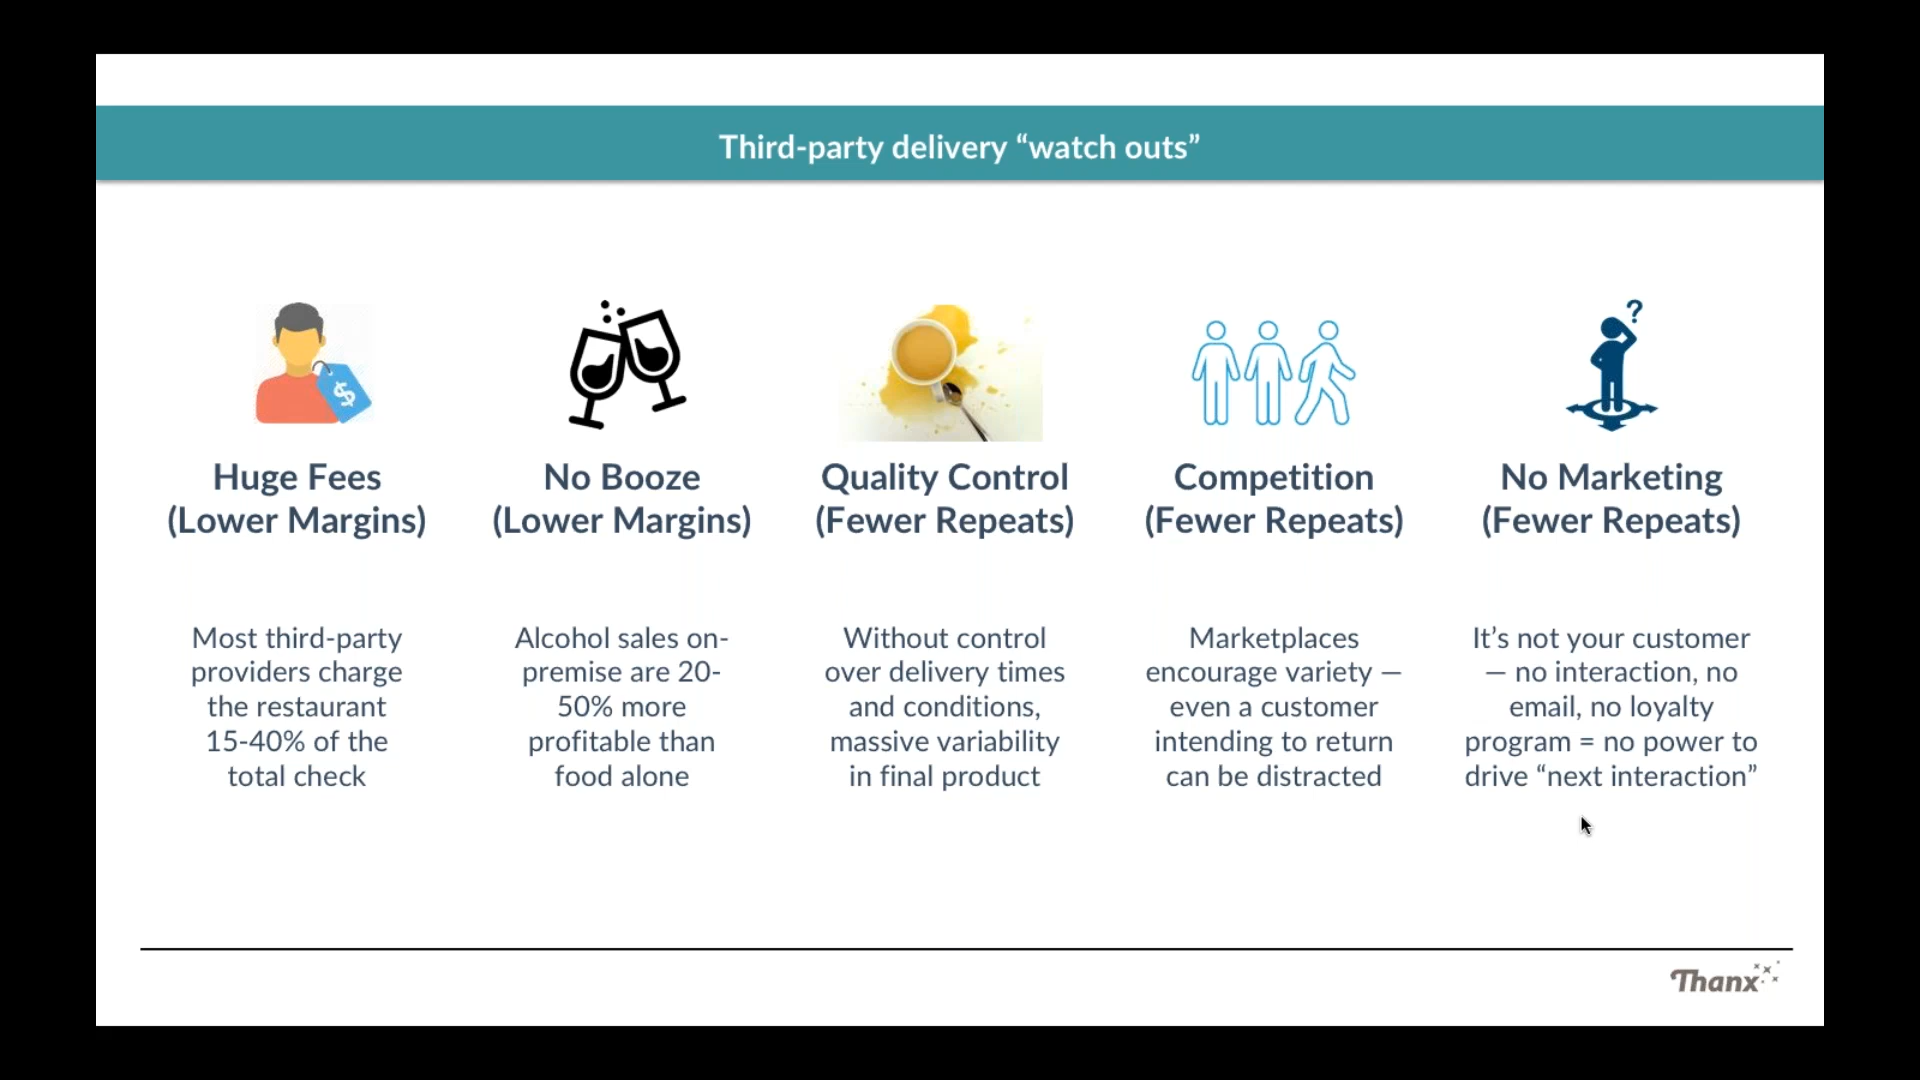 Third-party delivery “watch outs”
Huge Fees
(Lower Margins)
Most third-party
providers charge
the restaurant
15-40% of the
total check
No Booze
(Lower Margins)
Alcohol sales on-
premise are 20-
50% more
profitable than
food alone
Quality Control
(Fewer Repeats)
Without control
over delivery times
and conditions,
massive variability
in final product
Competition
(Fewer Repeats)
Marketplaces
encourage variety —
even a customer
intending to return
can be distracted
?
No Marketing
(Fewer Repeats)
It’s not your customer
— no interaction, no
email, no loyalty
program = no power to
drive “next interaction”
Thanx